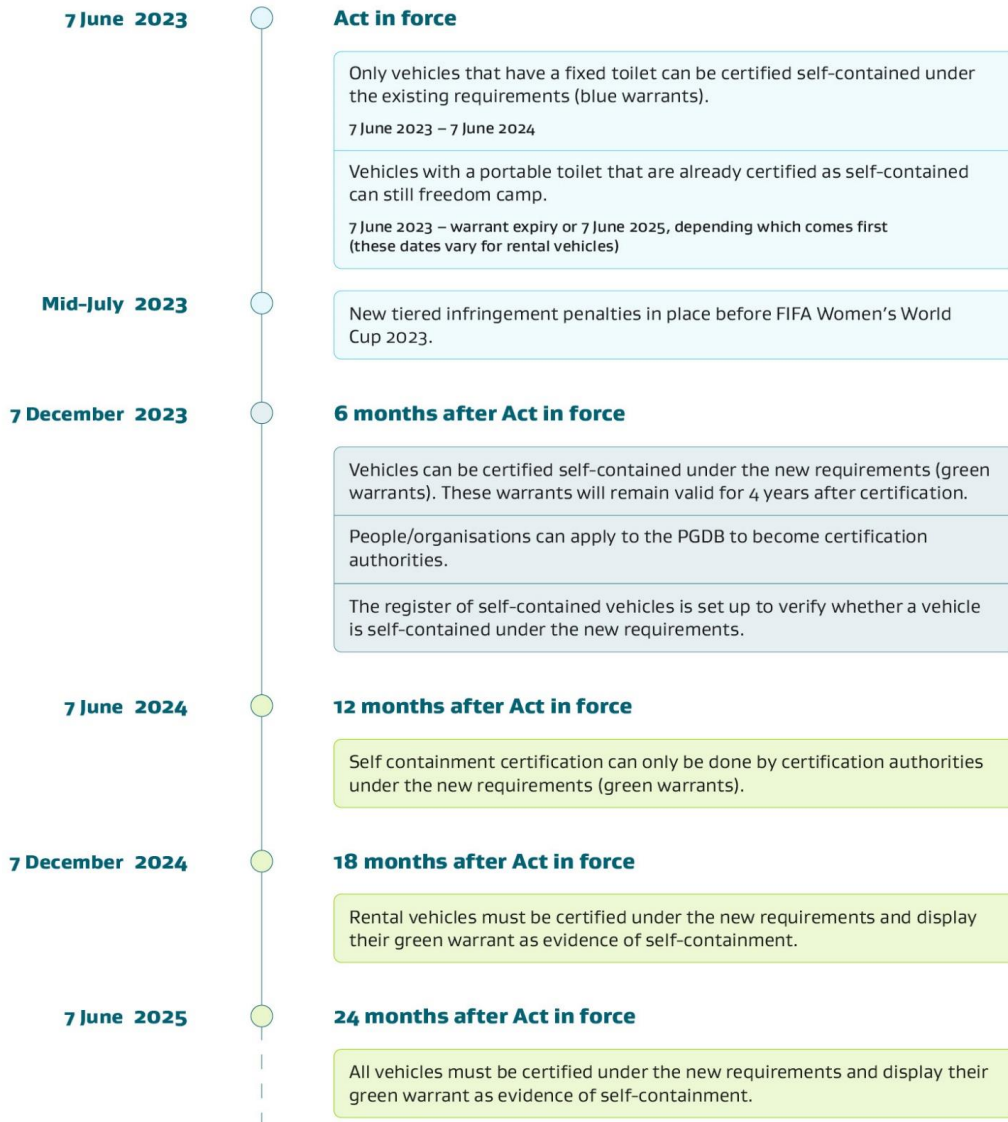 7 June 2023
Act in force
Only vehicles that have a fixed toilet can be certified self-contained under
the existing requirements (blue warrants).
7 June 2023 – 7 June 2024
Vehicles with a portable toilet that are already certified as self-contained
can still freedom camp.
7 June 2023 – warrant expiry or 7 June 2025, depending which comes first
(these dates vary for rental vehicles)
Mid-July 2023
New tiered infringement penalties in place before FIFA Women's World
Cup 2023.
7 December 2023
6 months after Act in force
Vehicles can be certified self-contained under the new requirements (green
warrants). These warrants will remain valid for 4 years after certification.
People/organisations can apply to the PGDB to become certification
authorities.
The register of self-contained vehicles is set up to verify whether a vehicle
is self-contained under the new requirements.
7 June 2024
12 months after Act in force
Self containment certification can only be done by certification authorities
under the new requirements (green warrants).
7 December 2024
18 months after Act in force
Rental vehicles must be certified under the new requirements and display
their green warrant as evidence of self-containment.
7 June 2025
24 months after Act in force
All vehicles must be certified under the new requirements and display their
green warrant as evidence of self-containment.